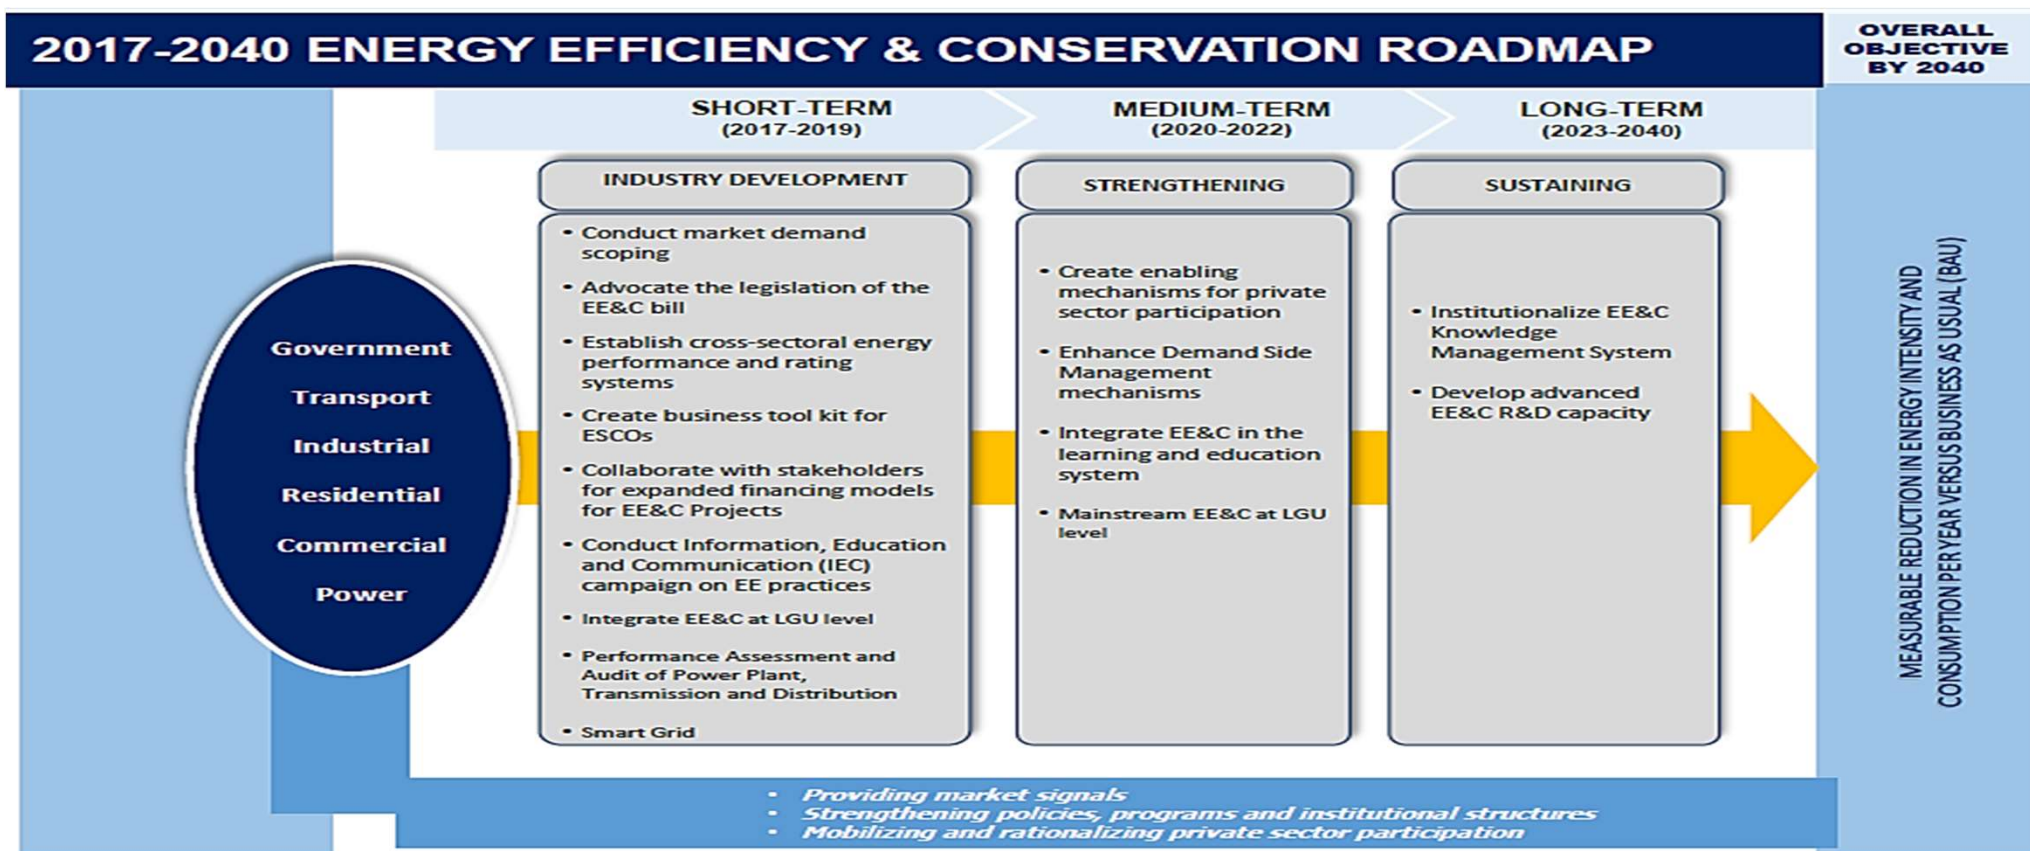 2017-2040 ENERGY EFFICIENCY & CONSERVATION ROADMAP
OVERALL
OBJECTIVE
BY 2040
SHORT-TERM
(2017-2019)
MEDIUM-TERM
(2020-2022)
LONG-TERM
(2023-2040)
Government
Transport
Industrial
Residential
Commercial
Power
INDUSTRY DEVELOPMENT
• Conduct market demand
scoping
• Advocate the legislation of the
EE&C bill
• Establish cross-sectoral energy
performance and rating
systems
• Create business tool kit for
ESCOs
• Collaborate with stakeholders
for expanded financing models
for EE&C Projects
• Conduct Information, Education
and Communication (IEC)
campaign on EE practices
• Integrate EE&C at LGU level
• Performance Assessment and
Audit of Power Plant,
Transmission and Distribution
• Smart Grid
STRENGTHENING
• Create enabling
mechanisms for private
sector participation
• Enhance Demand Side
Management
mechanisms
• Integrate EE&C in the
learning and education
system
• Mainstream EE&C at LGU
level
SUSTAINING
• Institutionalize EE&C
Knowledge
Management System
• Develop advanced
EE&C R&D capacity
MEASURABLE REDUCTION IN ENERGY INTENSITY AND
CONSUMPTION PER YEAR VERSUS BUSINESS AS USUAL (BAU)
• Providing market signals
• Strengthening policies, programs and institutional structures
• Mobilizing and rationalizing private sector participation